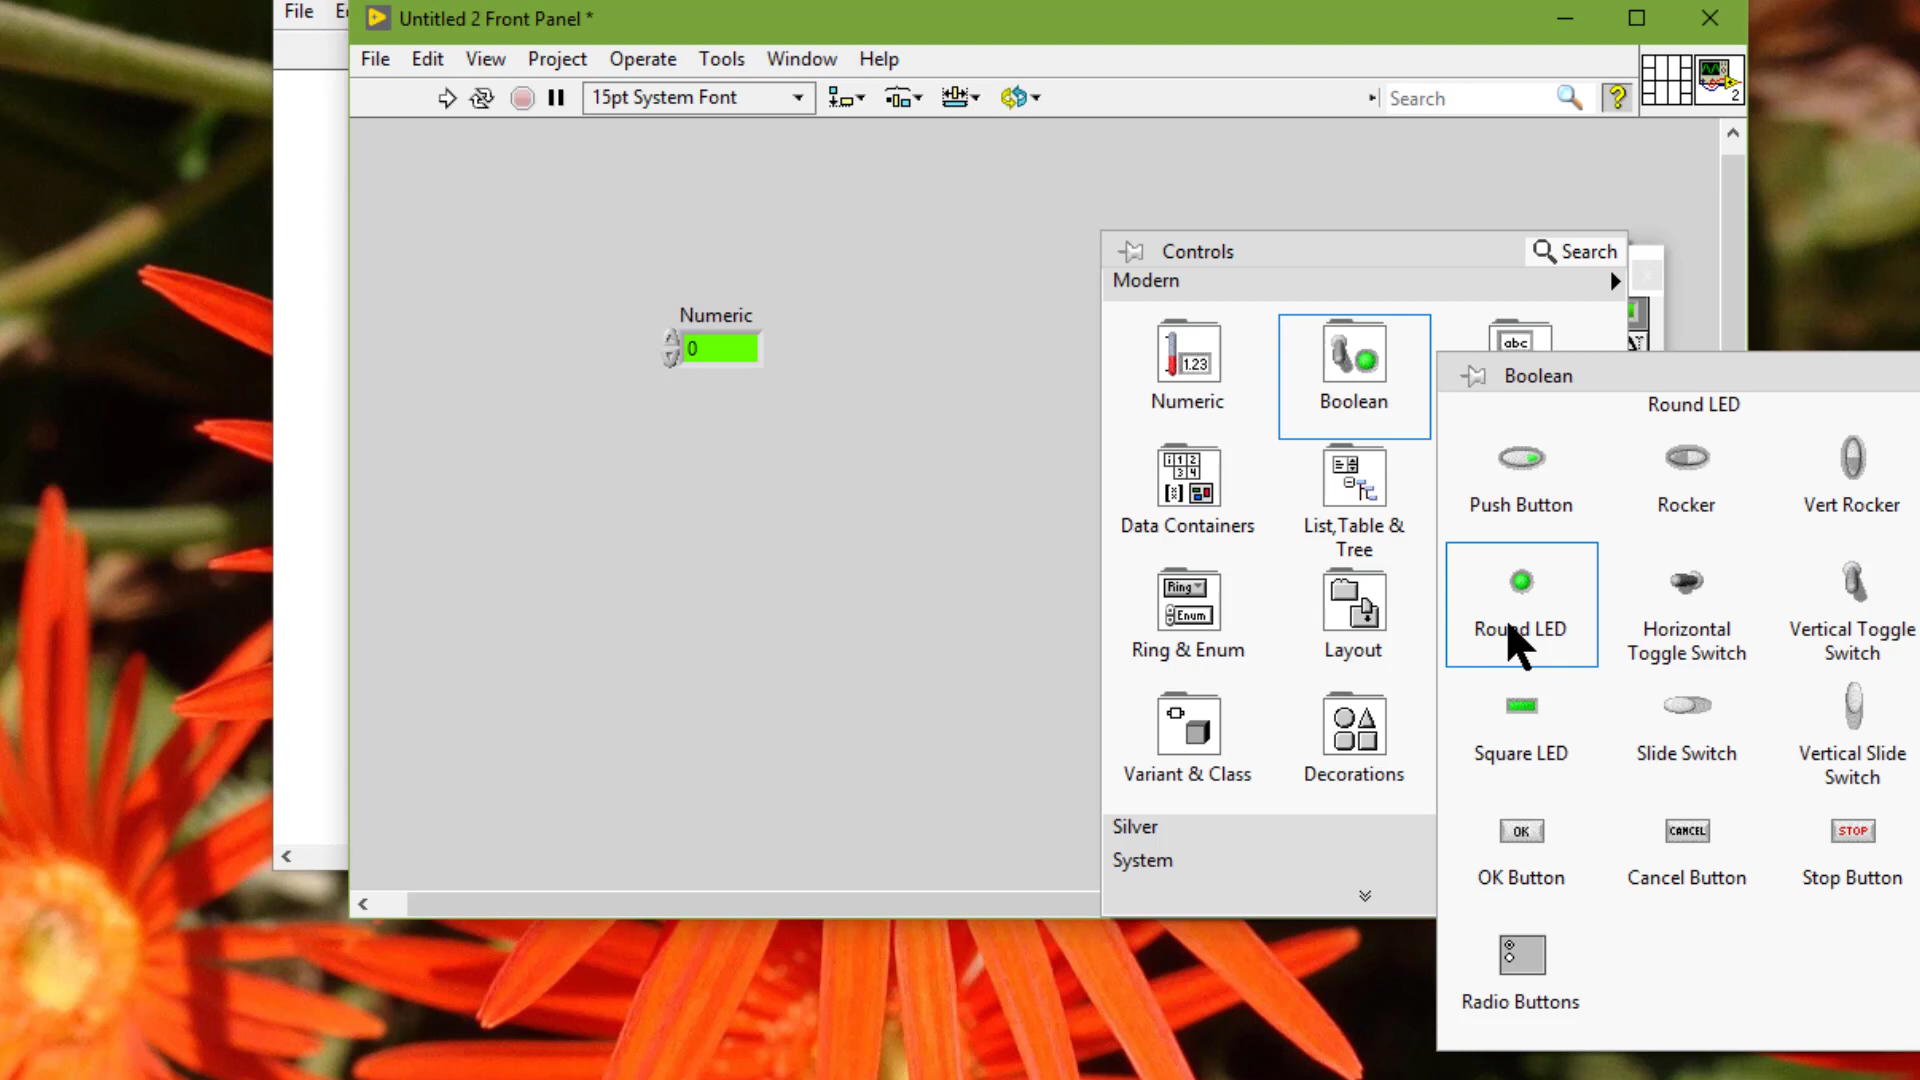 File
Untitled 2 Front Panel *
File Edit View Project Operate Tools Window Help
15pt System Font
Search
?
2
Numeric
0
Controls
Search
Modern
1.23
abc
Numeric
Boolean
Data Containers
List,Table & Tree
Ring
Enum
Ring & Enum
Layout
Variant & Class
Decorations
Silver
System
Boolean
Round LED
Push Button
Rocker
Vert Rocker
Round LED
Horizontal Toggle Switch
Vertical Toggle Switch
Square LED
Slide Switch
Vertical Slide Switch
OK
CANCEL
STOP
OK Button
Cancel Button
Stop Button
Radio Buttons